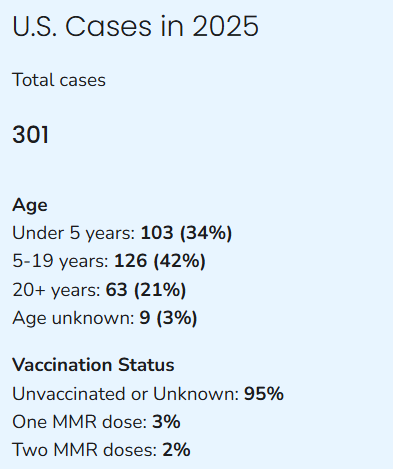 U.S. Cases in 2025
Total cases
301
Age
Under 5 years: 103 (34%)
5-19 years: 126 (42%)
20+ years: 63 (21%)
Age unknown: 9 (3%)
Vaccination Status
Unvaccinated or Unknown: 95%
One MMR dose: 3%
Two MMR doses: 2%